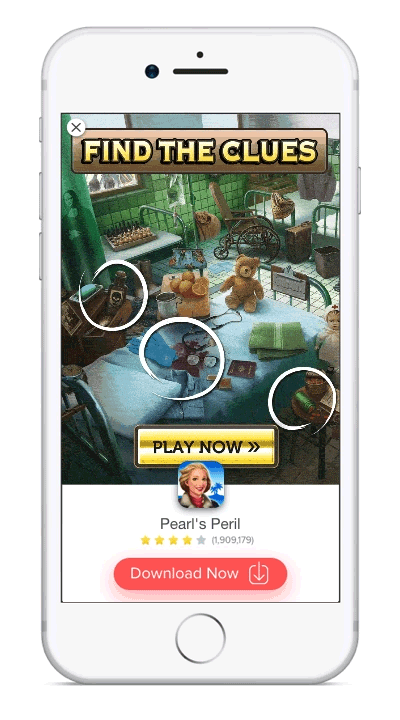 FIND THE CLUES
PLAY NOW »
Pearl's Peril
(1,909,179)
Download Now